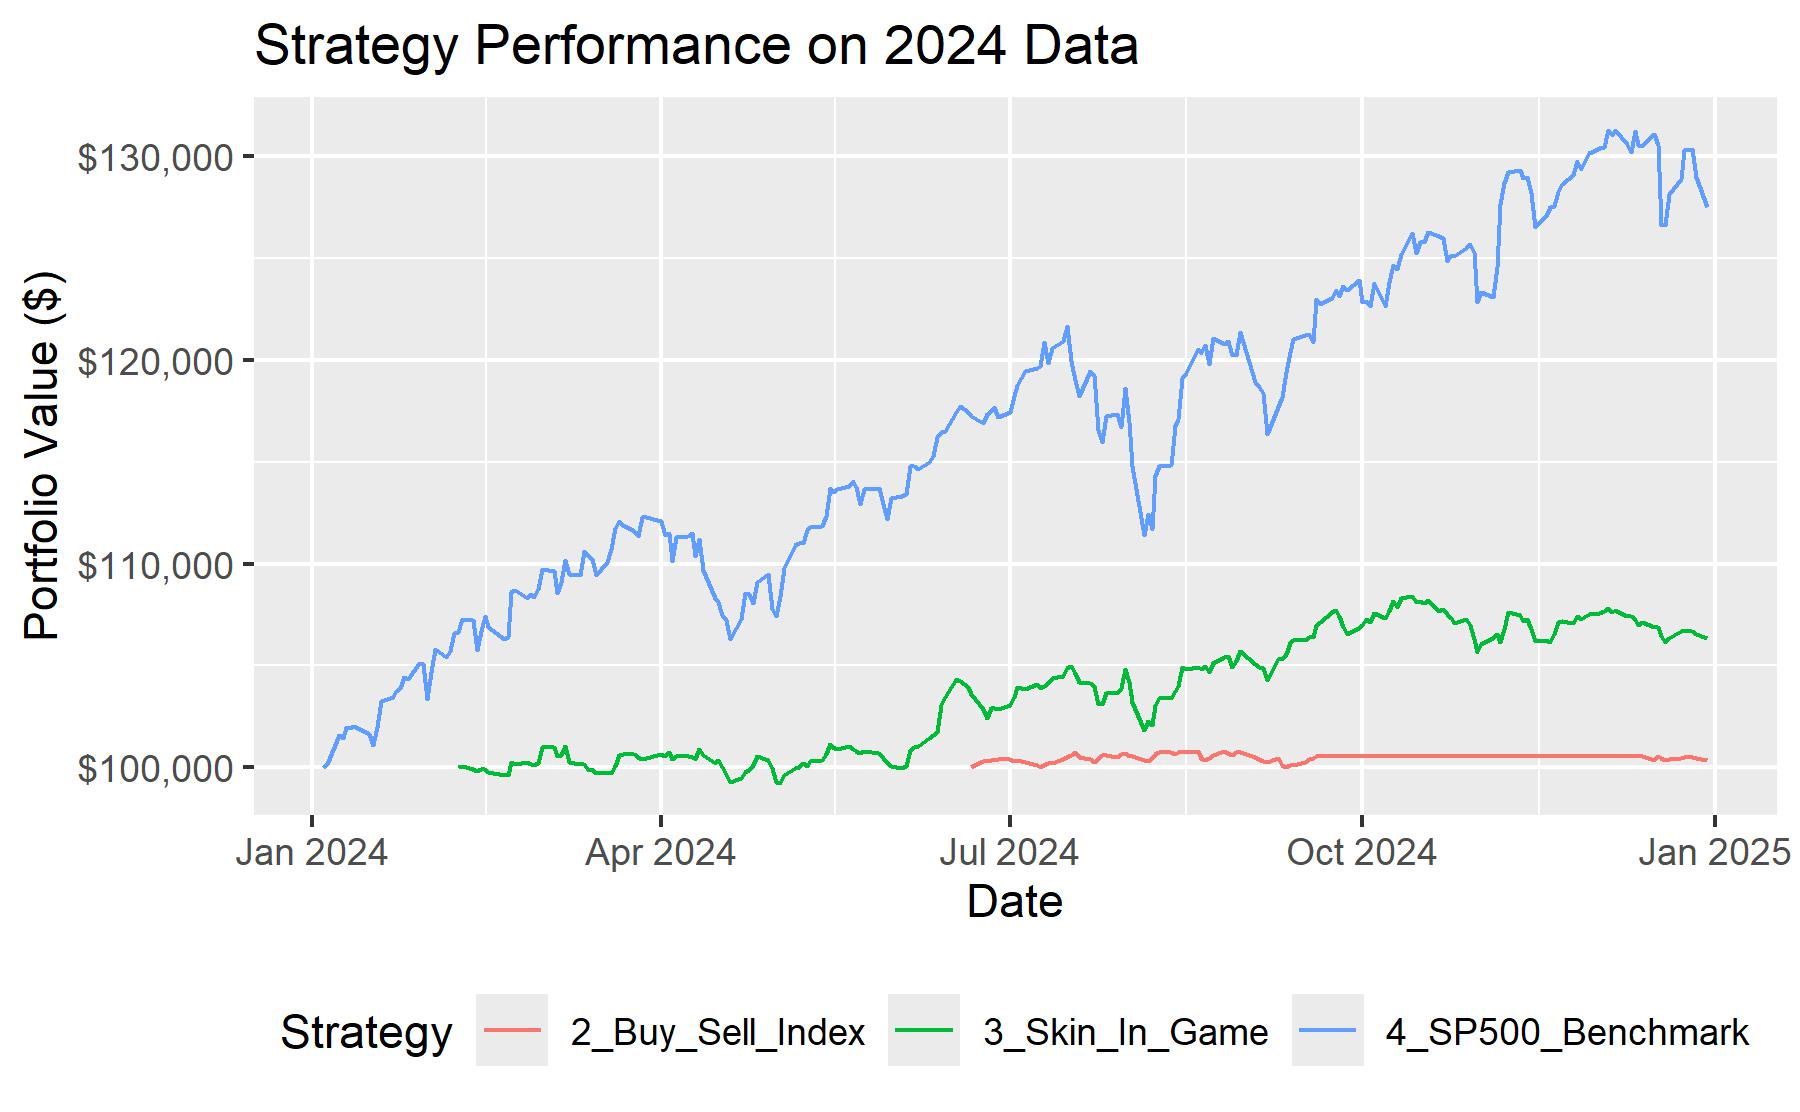 Strategy Performance on 2024 Data
$130,000
$120,000
$110,000
$100,000
Portfolio Value ($)
Jan 2024 Apr 2024 Jul 2024 Oct 2024 Jan 2025
Date
Strategy 2_Buy_Sell_Index 3_Skin_In_Game 4_SP500_Benchmark